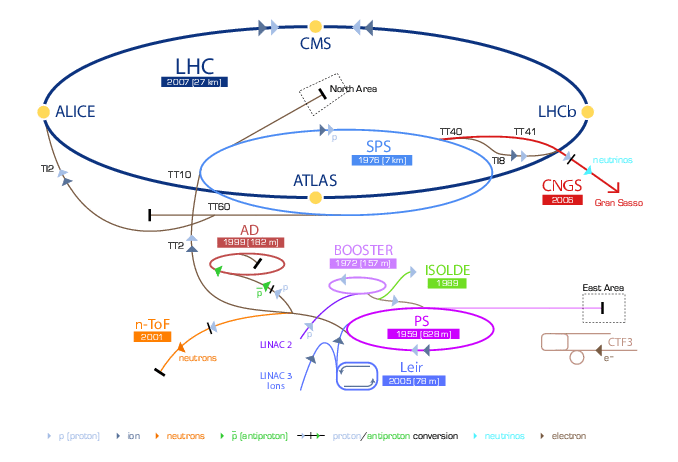 CMS
LHC
2007 (27 km)
North Area
ALICE
LHCb
TT40
TT41
p
SPS
1976 (7 km)
neutrinos
TI2
TT10
TI8
ATLAS
CNGS
2006
Gran Sasso
TT60
AD
1999 (182 m)
TT2
BOOSTER
1972 (157 m)
ISOLDE
1989
p
p̅
East Area
n-ToF
2001
p
PS
1959 (628 m)
LINAC 2
neutrons
CTF3
e⁻
Leir
2005 (78 m)
LINAC 3
Ions
p (proton) ion neutrons p̅ (antiproton) proton/antiproton conversion neutrinos electron